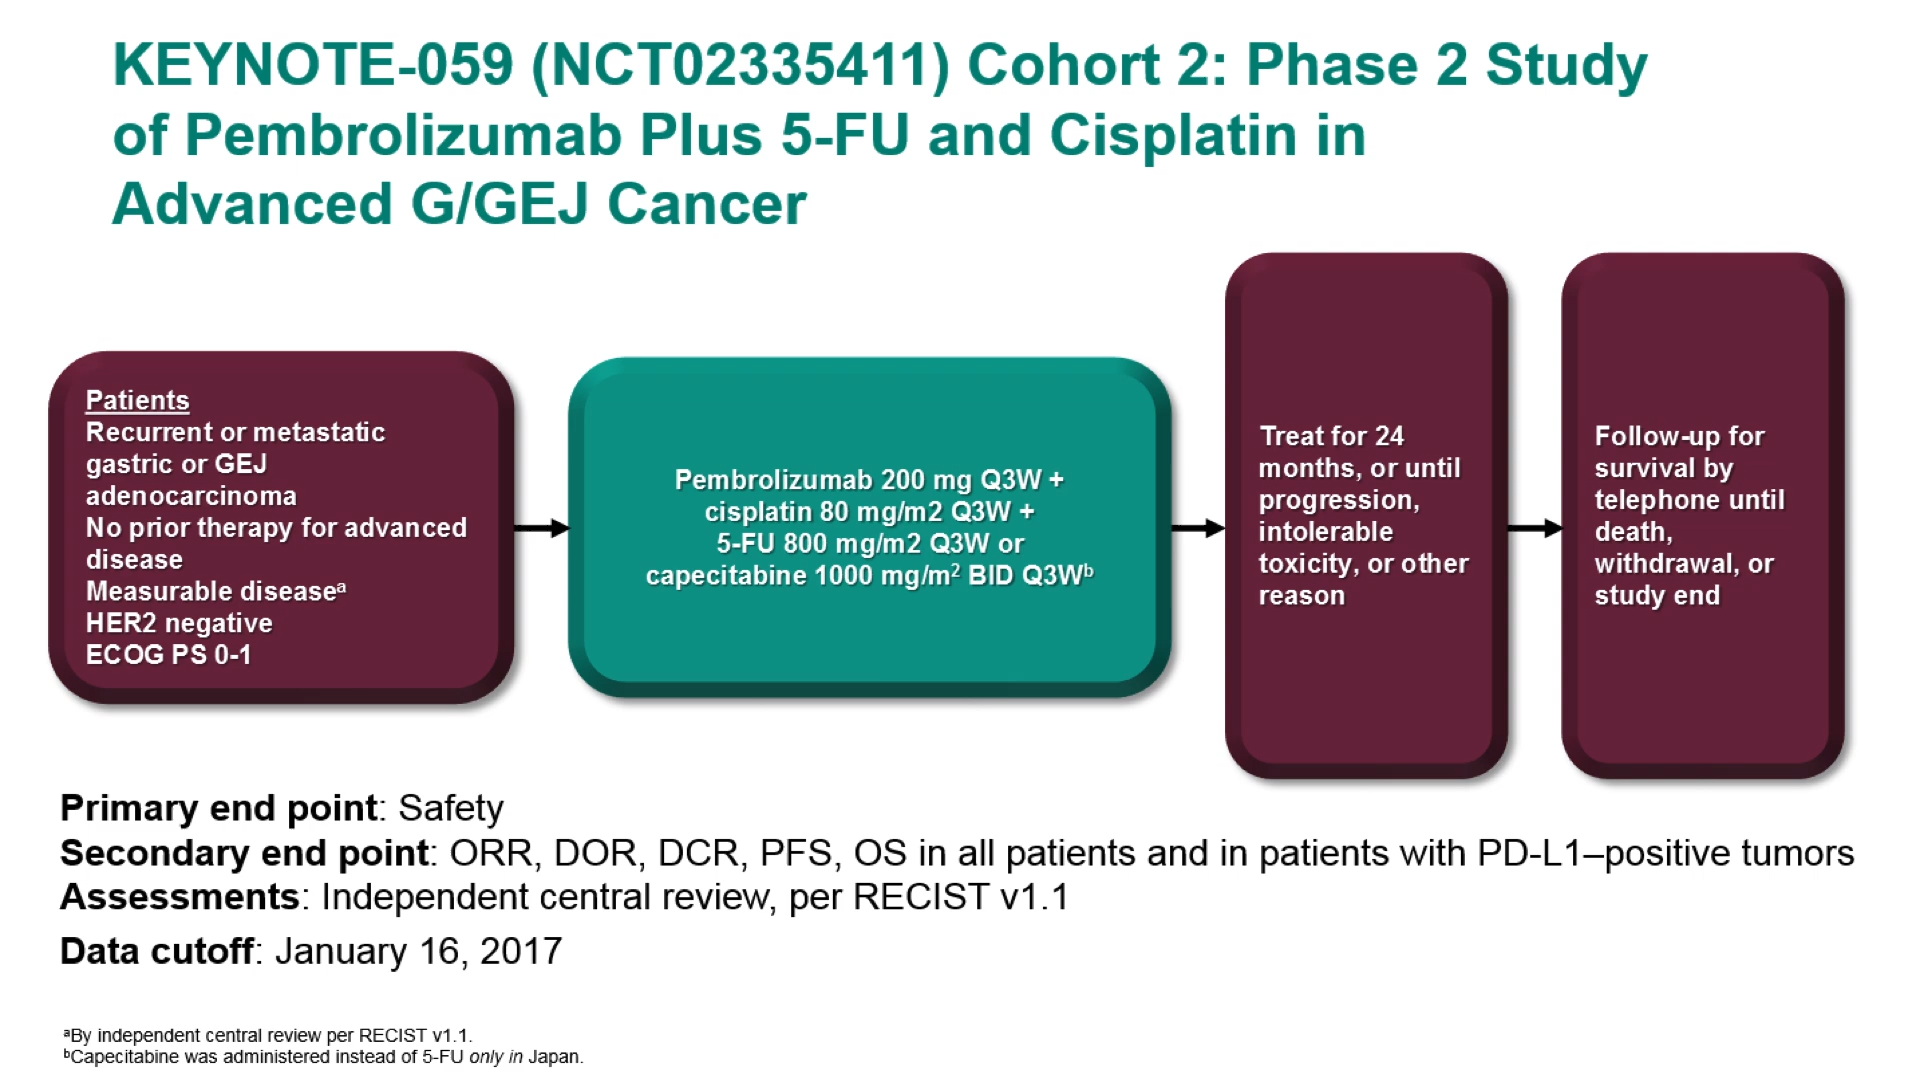 KEYNOTE-059 (NCT02335411) Cohort 2: Phase 2 Study
of Pembrolizumab Plus 5-FU and Cisplatin in
Advanced G/GEJ Cancer
Patients
Recurrent or metastatic
gastric or GEJ
adenocarcinoma
No prior therapy for advanced
disease
Measurable diseaseᵃ
HER2 negative
ECOG PS 0-1
Pembrolizumab 200 mg Q3W +
cisplatin 80 mg/m2 Q3W +
5-FU 800 mg/m2 Q3W or
capecitabine 1000 mg/m² BID Q3Wᵇ
Treat for 24
months, or until
progression,
intolerable
toxicity, or other
reason
Follow-up for
survival by
telephone until
death,
withdrawal, or
study end
Primary end point: Safety
Secondary end point: ORR, DOR, DCR, PFS, OS in all patients and in patients with PD-L1–positive tumors
Assessments: Independent central review, per RECIST v1.1
Data cutoff: January 16, 2017
ᵃBy independent central review per RECIST v1.1.
ᵇCapecitabine was administered instead of 5-FU only in Japan.